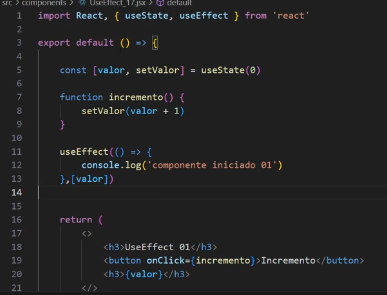 src > components > UseEffect_17.jsx > default
1 import React, { useState, useEffect } from 'react'
2
3 export default () => {
4
5 const [valor, setValor] = useState(0)
6
7 function incremento() {
8 setValor(valor + 1)
9 }
10
11 useEffect(() => {
12 console.log('componente iniciado 01')
13 },[valor])
14
15
16 return (
17 <>
18 <h3>UseEffect 01</h3>
19 <button onClick={incremento}>Incremento</button>
20 <h3>{valor}</h3>
21 </>